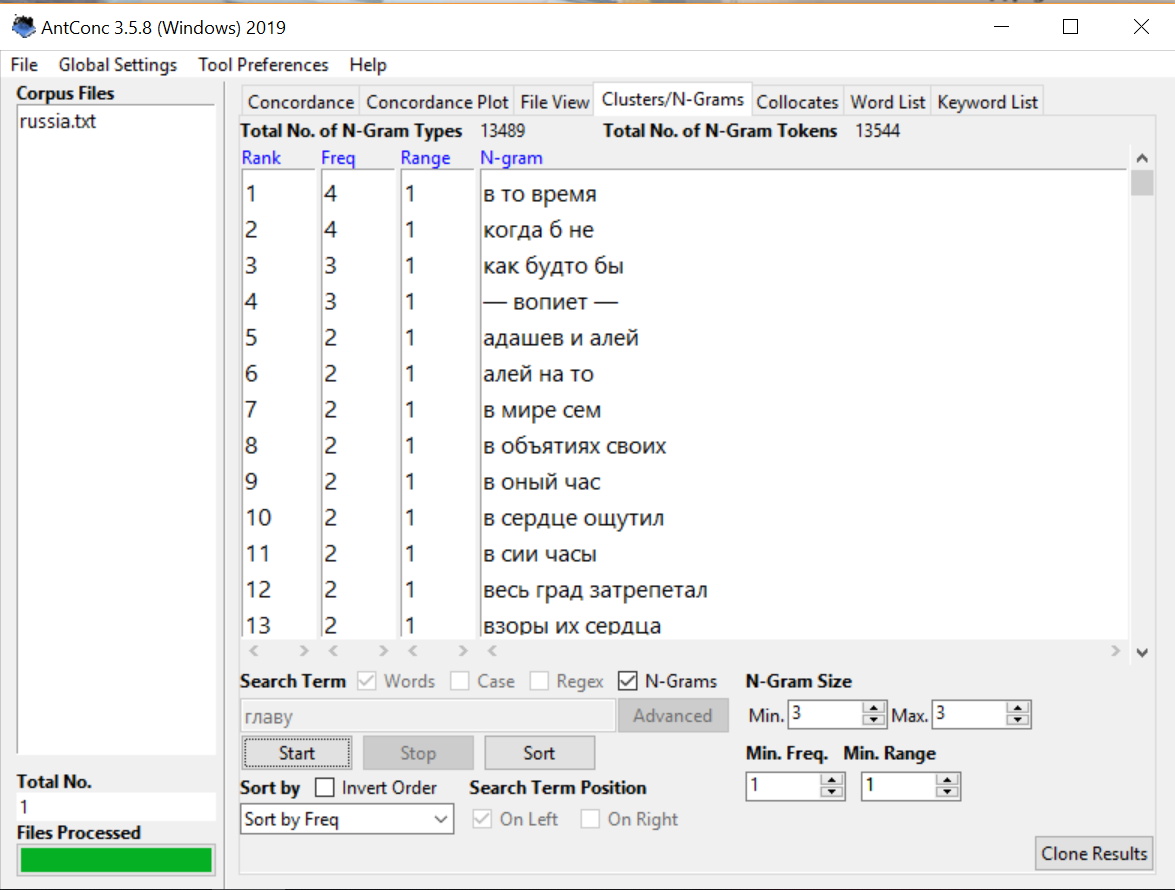 AntConc 3.5.8 (Windows) 2019
File Global Settings Tool Preferences Help
Corpus Files
russia.txt
Concordance Concordance Plot File View Clusters/N-Grams Collocates Word List Keyword List
Total No. of N-Gram Types 13489 Total No. of N-Gram Tokens 13544
Rank Freq Range N-gram
1 4 1 в то время
2 4 1 когда б не
3 3 1 как будто бы
4 3 1 — вопиет —
5 2 1 адашев и алей
6 2 1 алей на то
7 2 1 в мире сем
8 2 1 в объятиях своих
9 2 1 в оный час
10 2 1 в сердце ощутил
11 2 1 в сии часы
12 2 1 весь град затрепетал
13 2 1 взоры их сердца
Search Term Words Case Regex N-Grams N-Gram Size
главу Advanced Min. 3 Max. 3
Start Stop Sort Min. Freq. Min. Range
Sort by Invert Order Search Term Position 1 1
Sort by Freq On Left On Right
Total No.
1
Files Processed
Clone Results